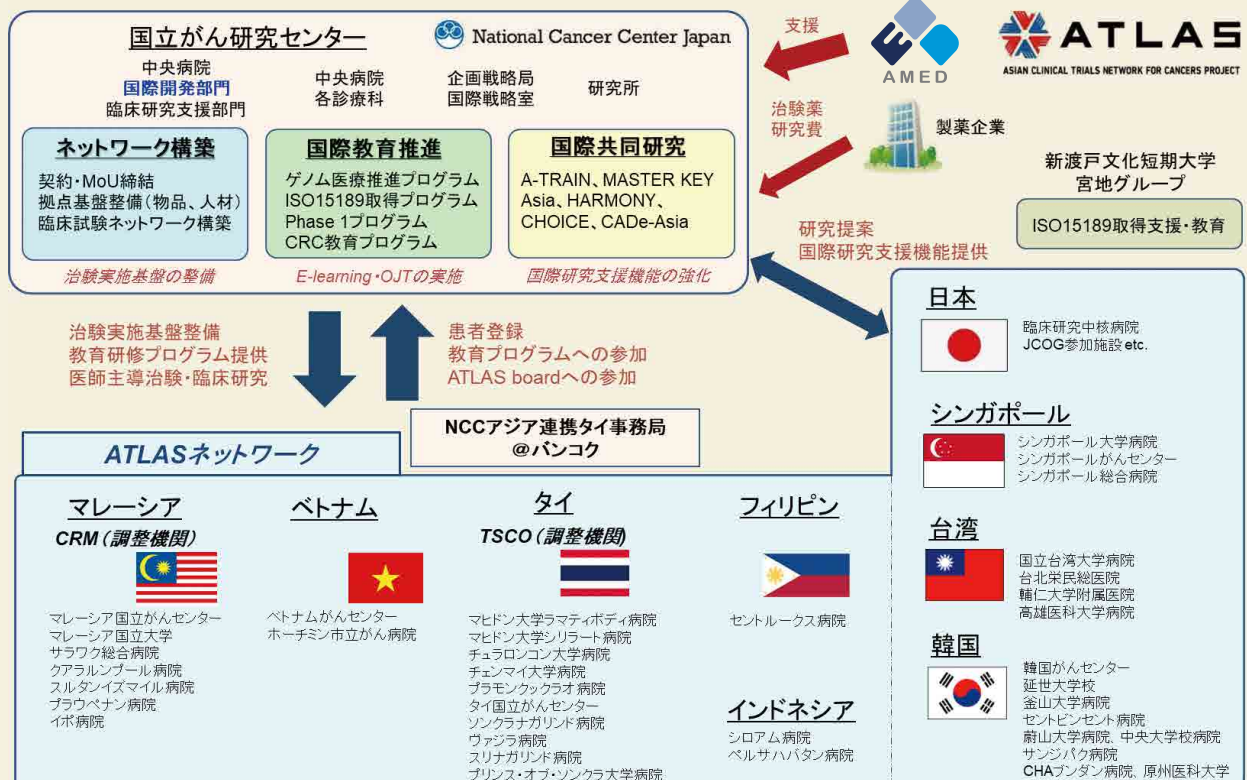 国立がん研究センター
National Cancer Center Japan
中央病院
国際開発部門
臨床研究支援部門
中央病院
各診療科
企画戦略局
国際戦略室
研究所
ネットワーク構築
契約・MoU締結
拠点基盤整備(物品、人材)
臨床試験ネットワーク構築
国際教育推進
ゲノム医療推進プログラム
ISO15189取得プログラム
Phase 1プログラム
CRC教育プログラム
国際共同研究
A-TRAIN、MASTER KEY
Asia、HARMONY、
CHOICE、CADe-Asia
治験実施基盤の整備
E-learning・OJTの実施
国際研究支援機能の強化
支援
AMED
ATLAS
ASIAN CLINICAL TRIALS NETWORK FOR CANCERS PROJECT
治験薬
研究費
製薬企業
新渡戸文化短期大学
宮地グループ
ISO15189取得支援・教育
研究提案
国際研究支援機能提供
治験実施基盤整備
教育研修プログラム提供
医師主導治験・臨床研究
患者登録
教育プログラムへの参加
ATLAS boardへの参加
NCCアジア連携タイ事務局
@バンコク
ATLASネットワーク
マレーシア
CRM(調整機関)
マレーシア国立がんセンター
マレーシア国立大学
サラワク総合病院
クアラルンプール病院
スルタンイズマイル病院
プラウペナン病院
イポ病院
ベトナム
ベトナムがんセンター
ホーチミン市立がん病院
タイ
TSCO(調整機関)
マヒドン大学ラマティボディ病院
マヒドン大学シリラート病院
チュラロンコン大学病院
チェンマイ大学病院
プラモンクックラオ病院
タイ国立がんセンター
ソンクラナガリンド病院
ヴァジラ病院
スリナガリンド病院
プリンス・オブ・ソンクラ大学病院
フィリピン
セントルークス病院
インドネシア
シロアム病院
ペルサハバタン病院
日本
臨床研究中核病院
JCOG参加施設 etc.
シンガポール
シンガポール大学病院
シンガポールがんセンター
シンガポール総合病院
台湾
国立台湾大学病院
台北栄民総医院
輔仁大学附属医院
高雄医科大学病院
韓国
韓国がんセンター
延世大学校
釜山大学病院
セントビンセント病院
蔚山大学病院、中央大学校病院
サンジパク病院
CHAブンダン病院、原州医科大学